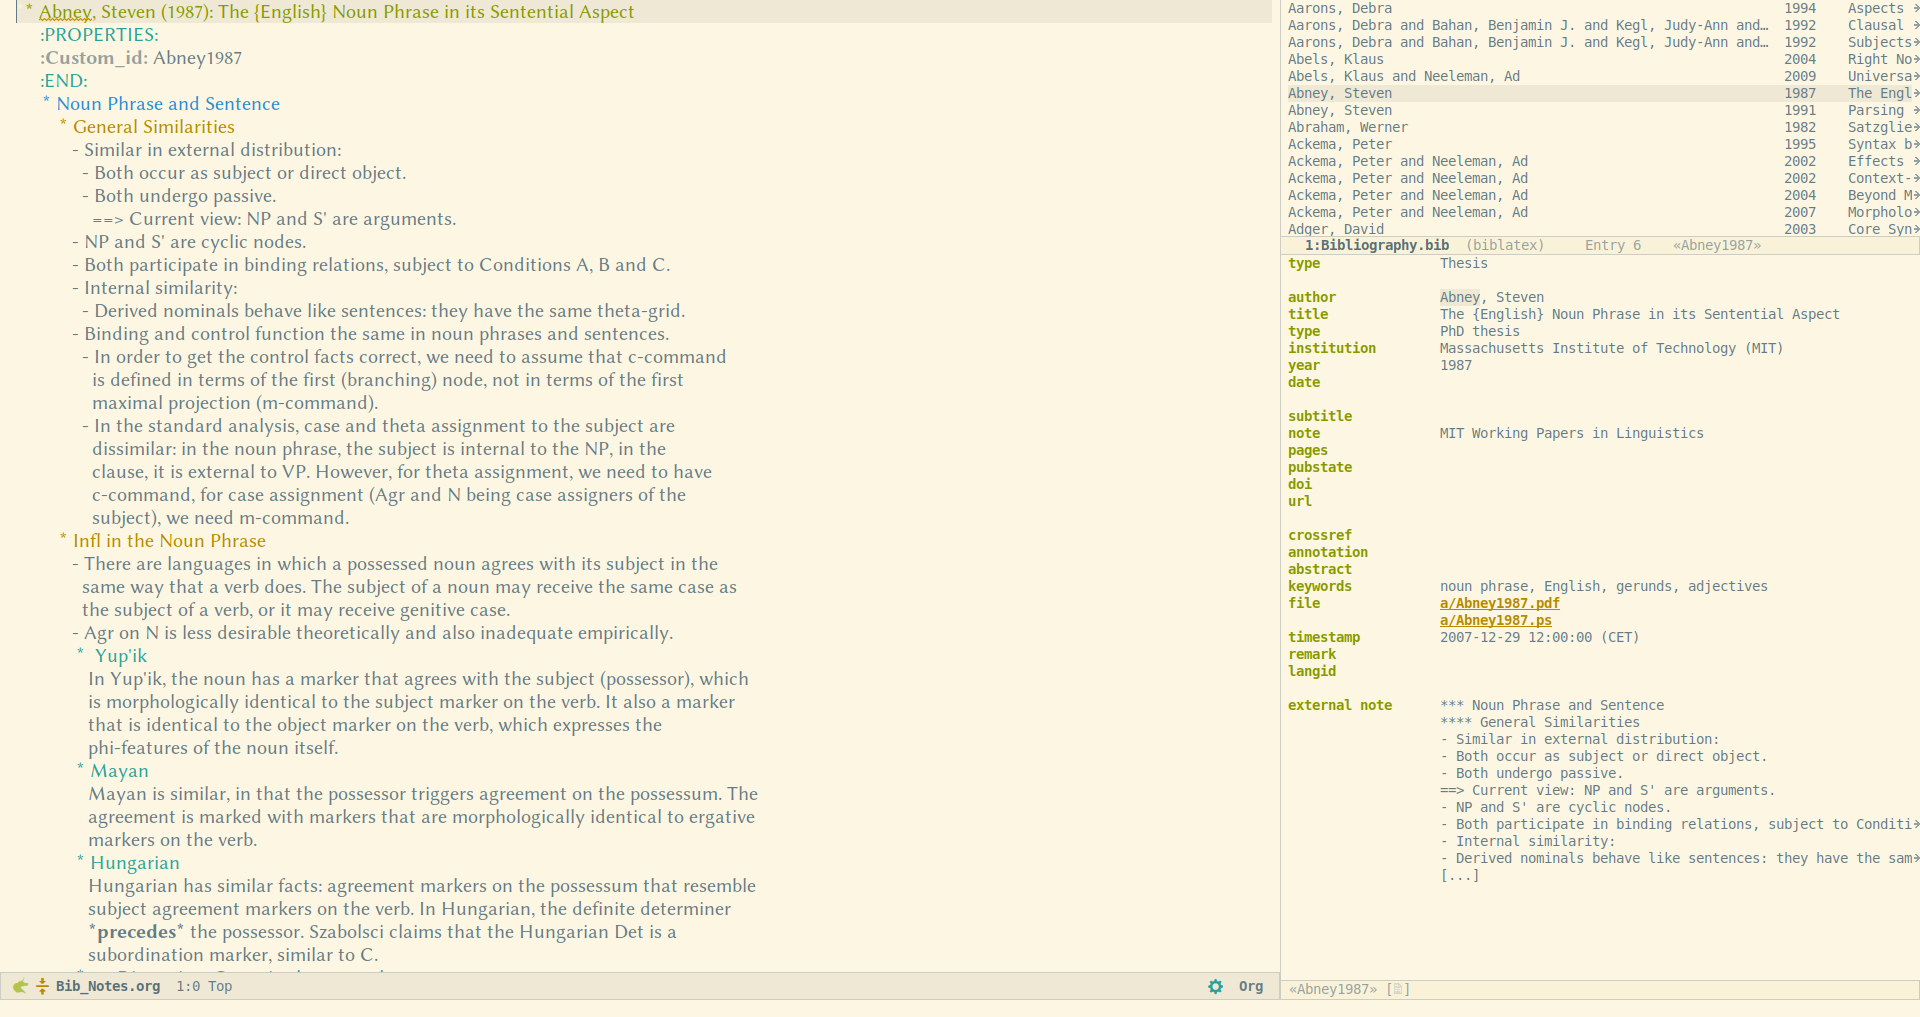 * Abney, Steven (1987): The {English} Noun Phrase in its Sentential Aspect
:PROPERTIES:
:Custom_id: Abney1987
:END:
* Noun Phrase and Sentence
* General Similarities
- Similar in external distribution:
- Both occur as subject or direct object.
- Both undergo passive.
==> Current view: NP and S' are arguments.
- NP and S' are cyclic nodes.
- Both participate in binding relations, subject to Conditions A, B and C.
- Internal similarity:
- Derived nominals behave like sentences: they have the same theta-grid.
- Binding and control function the same in noun phrases and sentences.
- In order to get the control facts correct, we need to assume that c-command
is defined in terms of the first (branching) node, not in terms of the first
maximal projection (m-command).
- In the standard analysis, case and theta assignment to the subject are
dissimilar: in the noun phrase, the subject is internal to the NP, in the
clause, it is external to VP. However, for theta assignment, we need to have
c-command, for case assignment (Agr and N being case assigners of the
subject), we need m-command.
* Infl in the Noun Phrase
- There are languages in which a possessed noun agrees with its subject in the
same way that a verb does. The subject of a noun may receive the same case as
the subject of a verb, or it may receive genitive case.
- Agr on N is less desirable theoretically and also inadequate empirically.
* Yup'ik
In Yup'ik, the noun has a marker that agrees with the subject (possessor), which
is morphologically identical to the subject marker on the verb. It also a marker
that is identical to the object marker on the verb, which expresses the
phi-features of the noun itself.
* Mayan
Mayan is similar, in that the possessor triggers agreement on the possessum. The
agreement is marked with markers that are morphologically identical to ergative
markers on the verb.
* Hungarian
Hungarian has similar facts: agreement markers on the possessum that resemble
subject agreement markers on the verb. In Hungarian, the definite determiner
*precedes* the possessor. Szabolsci claims that the Hungarian Det is a
subordination marker, similar to C.
Bib_Notes.org 1:0 Top Org
Aarons, Debra 1994 Aspects
Aarons, Debra and Bahan, Benjamin J. and Kegl, Judy-Ann and… 1992 Clausal
Aarons, Debra and Bahan, Benjamin J. and Kegl, Judy-Ann and… 1992 Subjects
Abels, Klaus 2004 Right No
Abels, Klaus and Neeleman, Ad 2009 Universa
Abney, Steven 1987 The Engl
Abney, Steven 1991 Parsing
Abraham, Werner 1982 Satzglie
Ackema, Peter 1995 Syntax b
Ackema, Peter and Neeleman, Ad 2002 Effects
Ackema, Peter and Neeleman, Ad 2002 Context-
Ackema, Peter and Neeleman, Ad 2004 Beyond M
Ackema, Peter and Neeleman, Ad 2007 Morpholo
Adger, David 2003 Core Syn
1:Bibliography.bib (biblatex) Entry 6 «Abney1987»
type Thesis
author Abney, Steven
title The {English} Noun Phrase in its Sentential Aspect
type PhD thesis
institution Massachusetts Institute of Technology (MIT)
year 1987
date
subtitle
note MIT Working Papers in Linguistics
pages
pubstate
doi
url
crossref
annotation
abstract
keywords noun phrase, English, gerunds, adjectives
file a/Abney1987.pdf
a/Abney1987.ps
timestamp 2007-12-29 12:00:00 (CET)
remark
langid
external note *** Noun Phrase and Sentence
**** General Similarities
- Similar in external distribution:
- Both occur as subject or direct object.
- Both undergo passive.
==> Current view: NP and S' are arguments.
- NP and S' are cyclic nodes.
- Both participate in binding relations, subject to Conditi
- Internal similarity:
- Derived nominals behave like sentences: they have the sam
[...]
«Abney1987» []